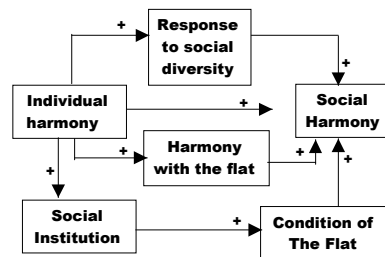 +
Response
to social
diversity
+
Individual
harmony
+
Social
Harmony
+
Harmony
with the flat
+
+
+
Social
Institution
+
Condition of
The Flat